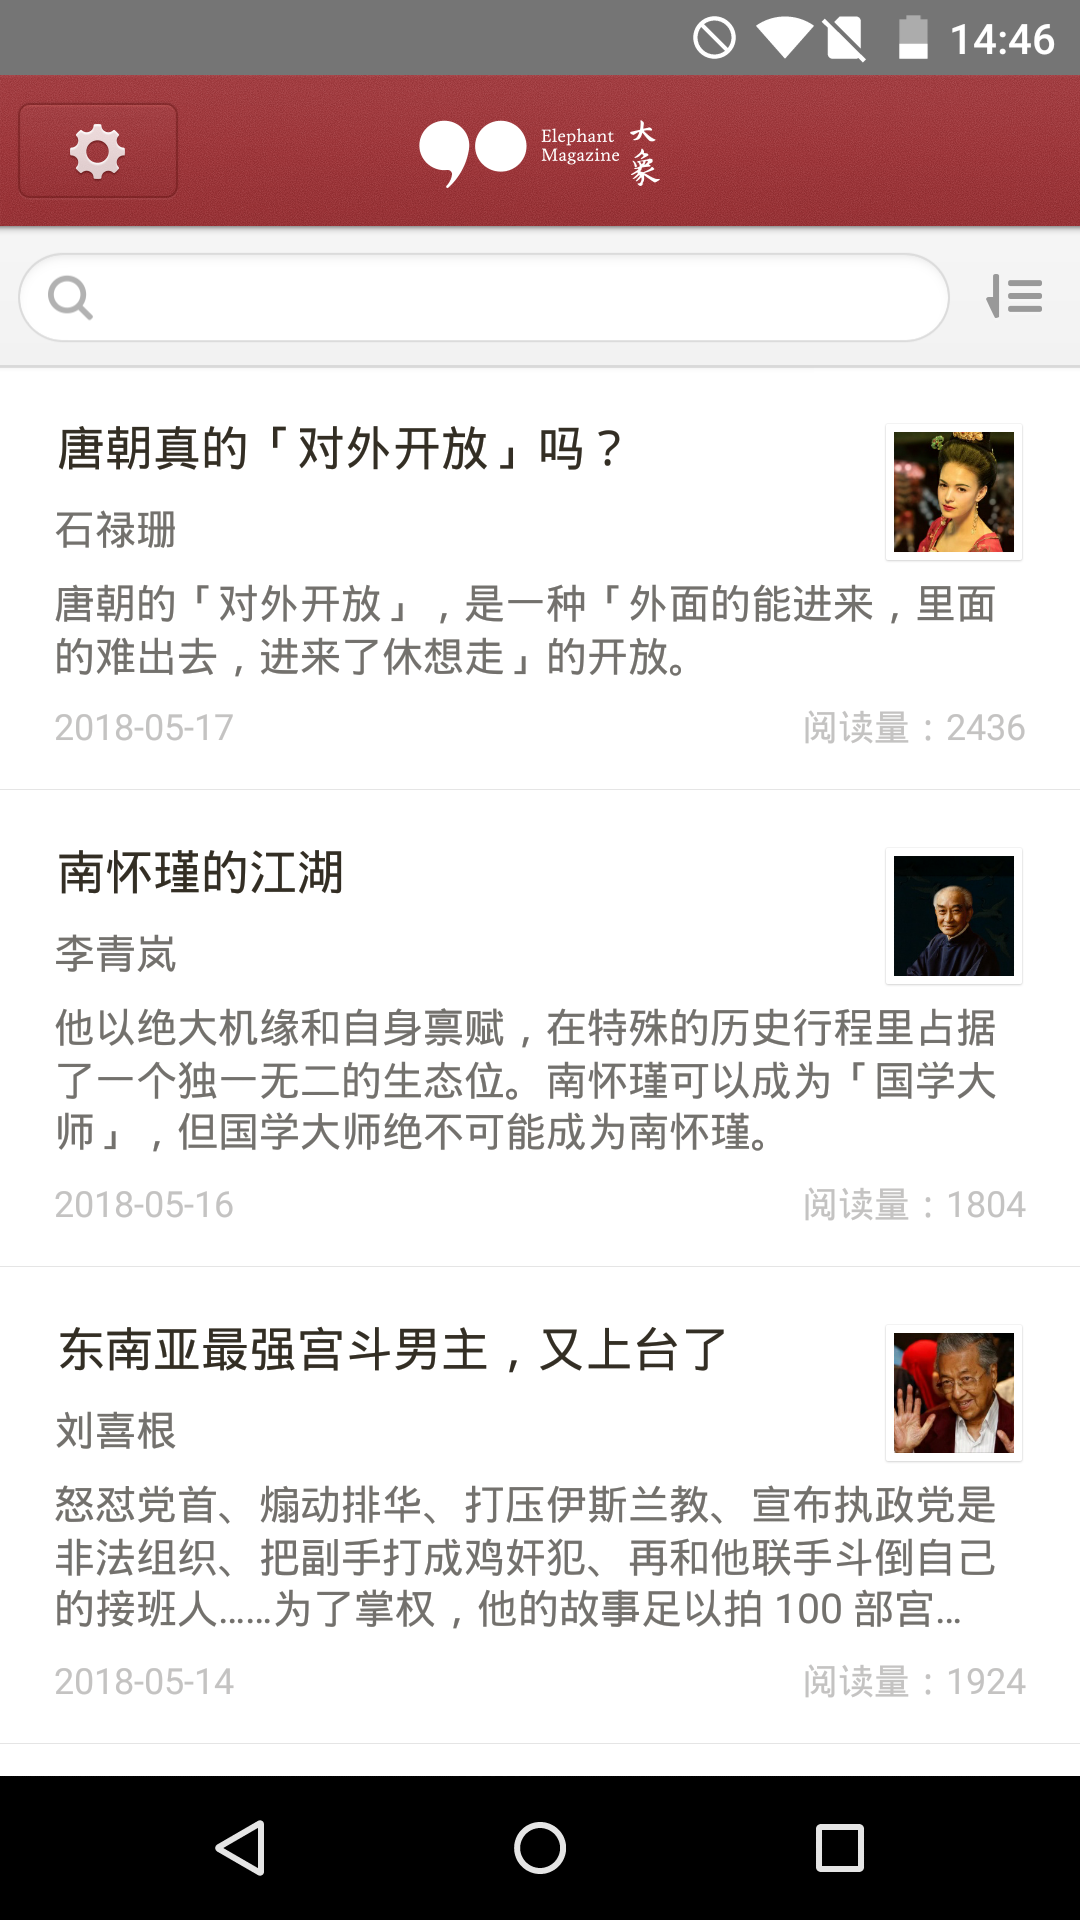 14:46
Elephant
Magazine
大象
唐朝真的「对外开放」吗？
石禄珊
唐朝的「对外开放」，是一种「外面的能进来，里面
的难出去，进来了休想走」的开放。
2018-05-17 阅读量：2436
南怀瑾的江湖
李青岚
他以绝大机缘和自身禀赋，在特殊的历史行程里占据
了一个独一无二的生态位。南怀瑾可以成为「国学大
师」，但国学大师绝不可能成为南怀瑾。
2018-05-16 阅读量：1804
东南亚最强宫斗男主，又上台了
刘喜根
怒怼党首、煽动排华、打压伊斯兰教、宣布执政党是
非法组织、把副手打成鸡奸犯、再和他联手斗倒自己
的接班人……为了掌权，他的故事足以拍 100 部宫...
2018-05-14 阅读量：1924